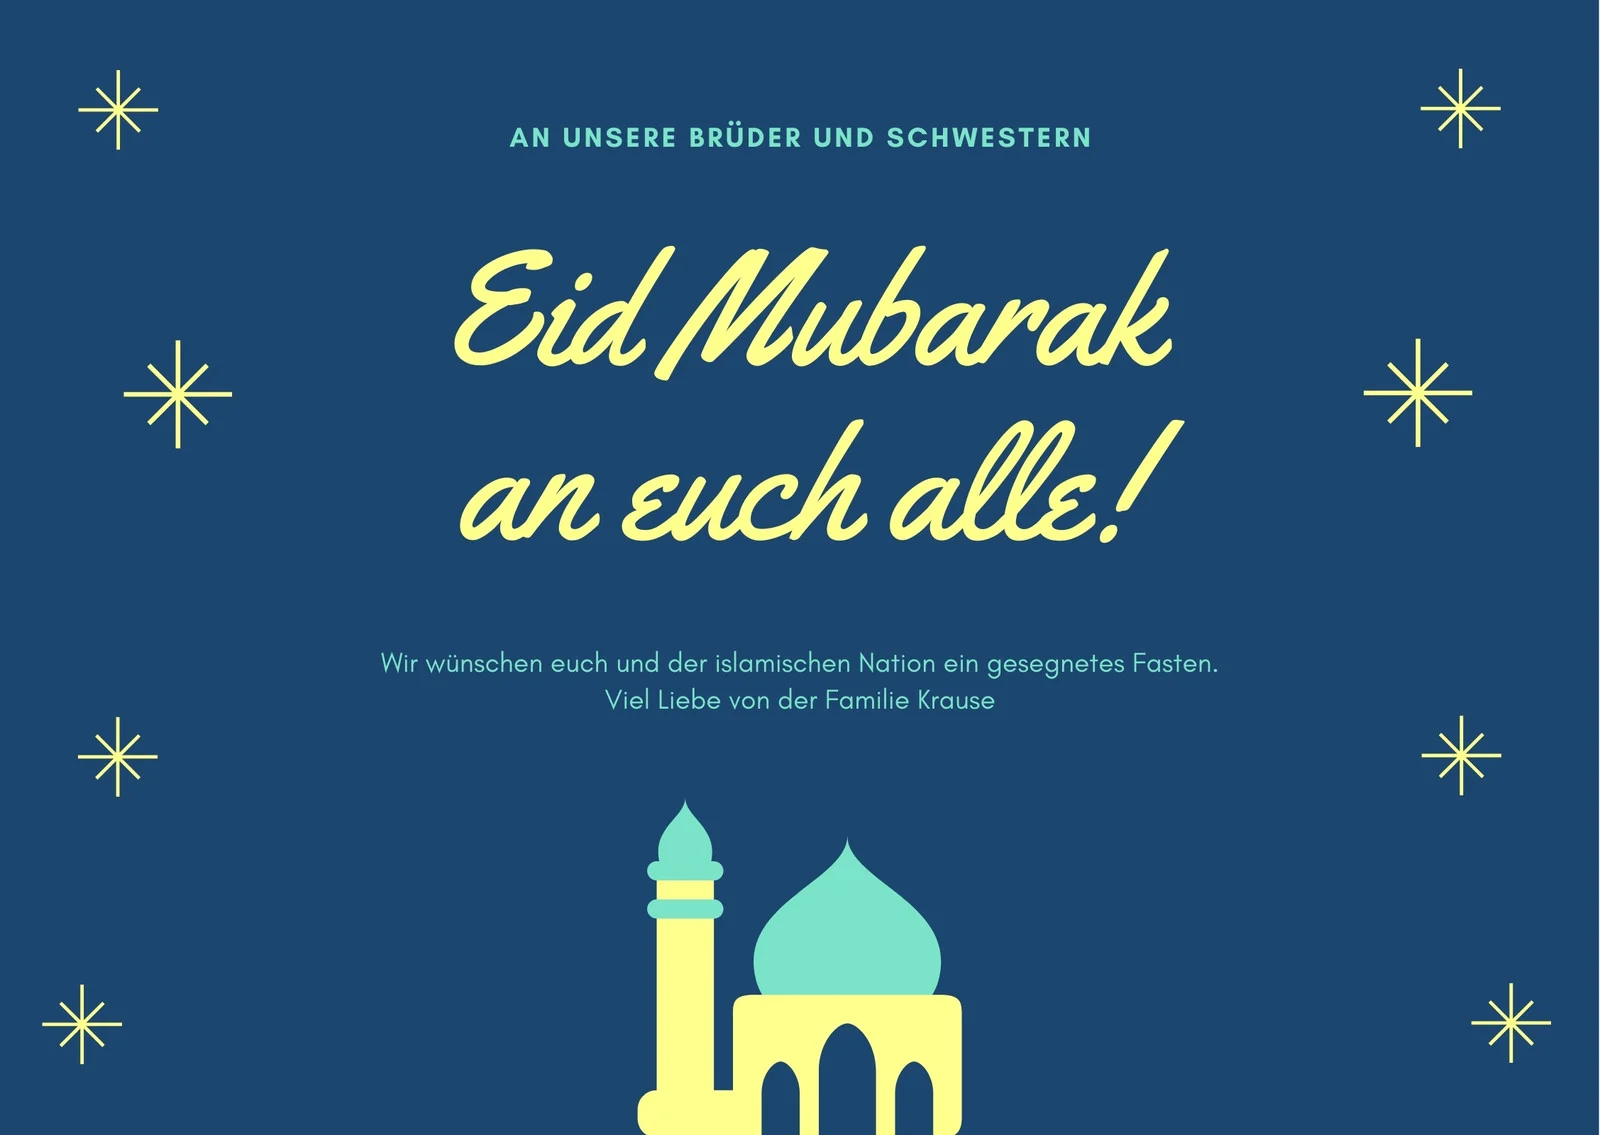 AN UNSERE BRÜDER UND SCHWESTERN
Eid Mubarak
an euch alle!
Wir wünschen euch und der islamischen Nation ein gesegnetes Fasten.
Viel Liebe von der Familie Krause